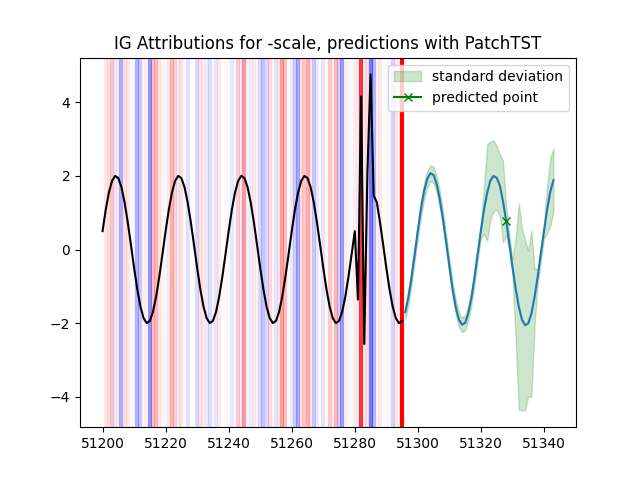 IG Attributions for -scale, predictions with PatchTST
standard deviation
predicted point
4
2
0
−2
−4
51200 51220 51240 51260 51280 51300 51320 51340